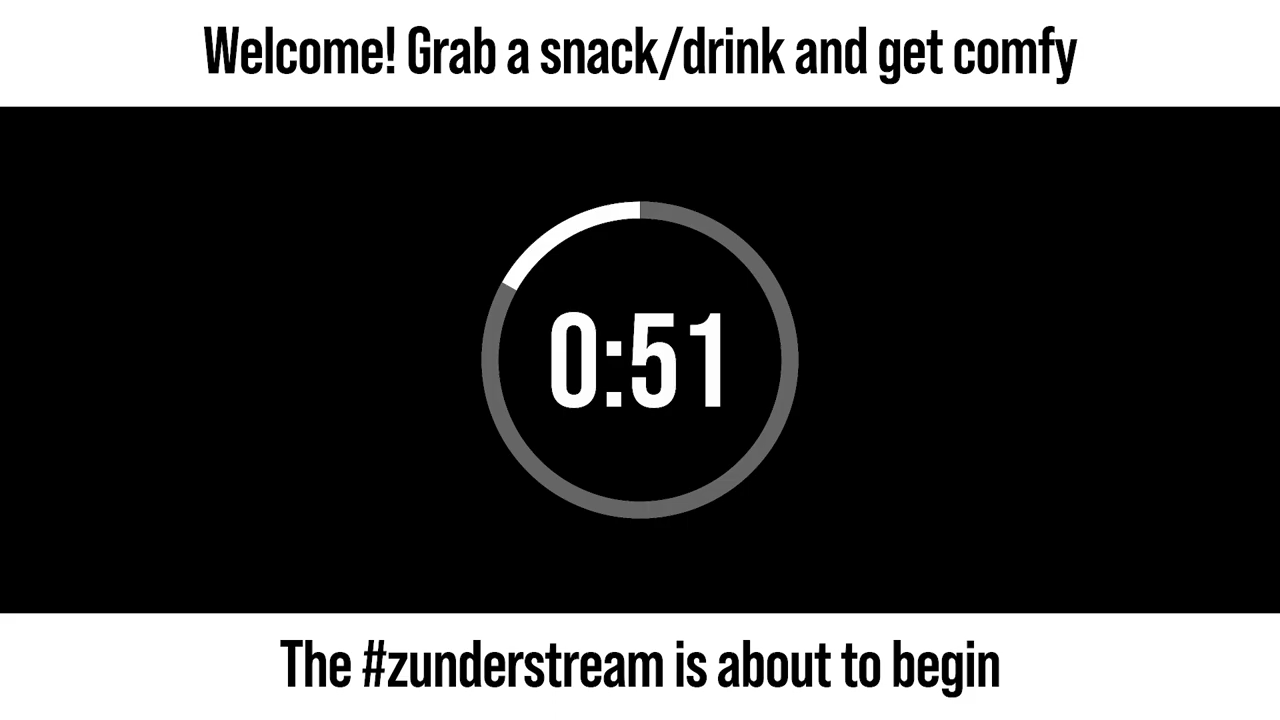 Welcome! Grab a snack/drink and get comfy
0:51
The #zunderstream is about to begin